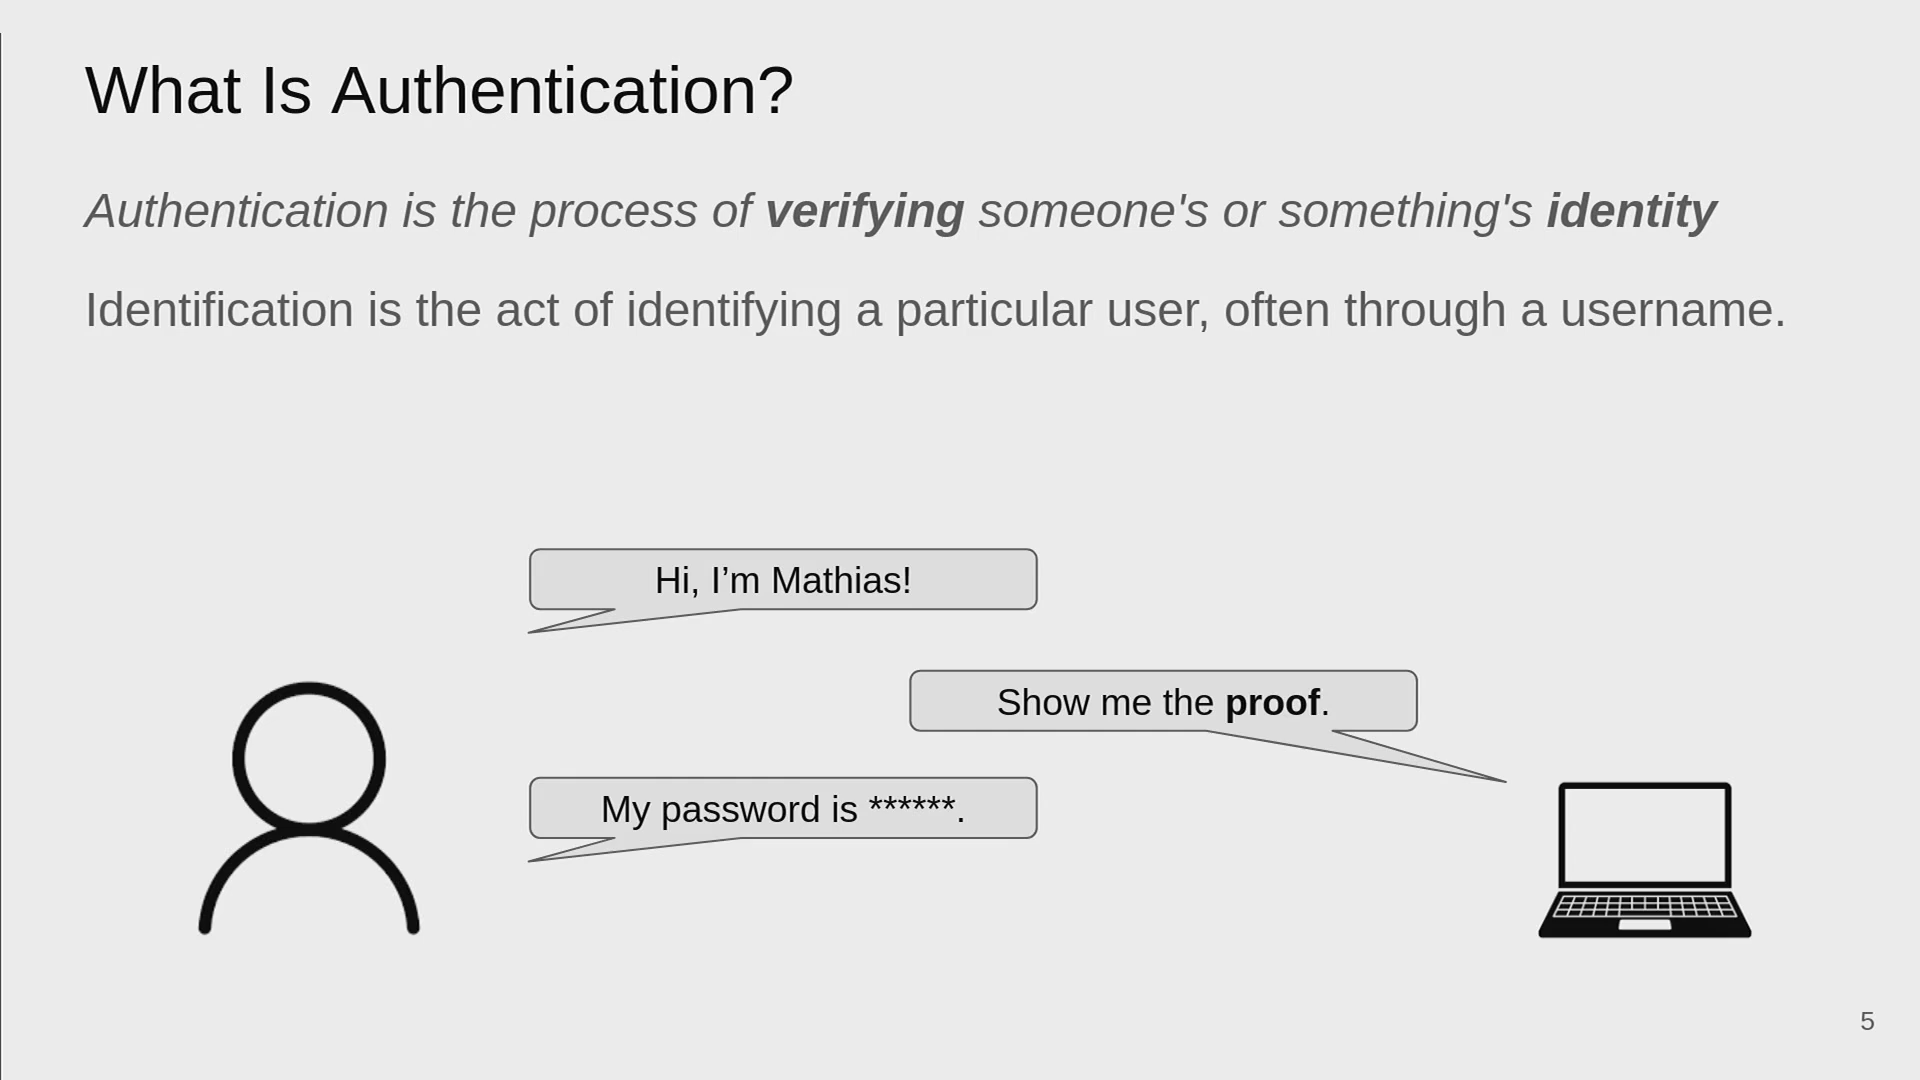 What Is Authentication?
Authentication is the process of verifying someone's or something's identity
Identification is the act of identifying a particular user, often through a username.
Hi, I’m Mathias!
Show me the proof.
My password is ******.
5